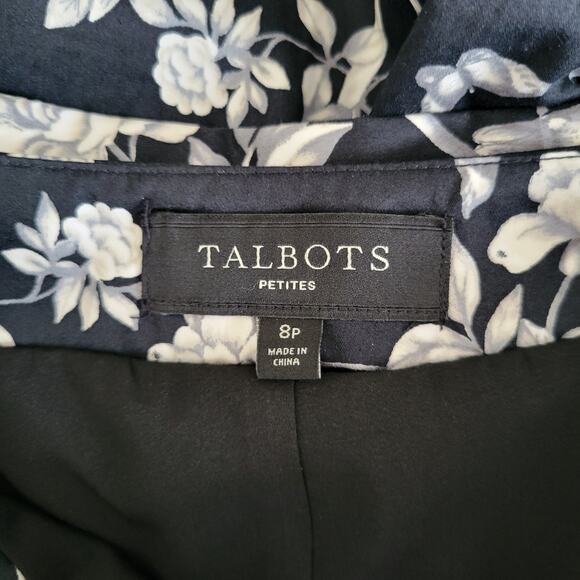 TALBOTS
PETITES
8P
MADE IN
CHINA